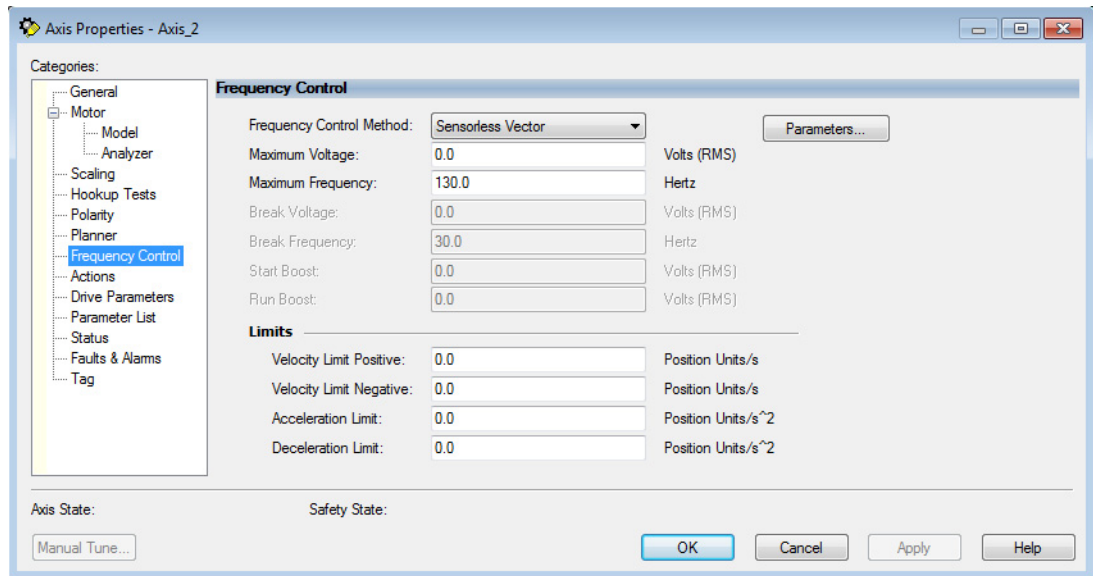 Axis Properties - Axis_2
Categories:
General
Motor
Model
Analyzer
Scaling
Hookup Tests
Polarity
Planner
Frequency Control
Actions
Drive Parameters
Parameter List
Status
Faults & Alarms
Tag
Frequency Control
Frequency Control Method: Sensorless Vector Parameters...
Maximum Voltage: 0.0 Volts (RMS)
Maximum Frequency: 130.0 Hertz
Break Voltage: 0.0 Volts (RMS)
Break Frequency: 30.0 Hertz
Start Boost: 0.0 Volts (RMS)
Run Boost: 0.0 Volts (RMS)
Limits
Velocity Limit Positive: 0.0 Position Units/s
Velocity Limit Negative: 0.0 Position Units/s
Acceleration Limit: 0.0 Position Units/s^2
Deceleration Limit: 0.0 Position Units/s^2
Axis State: Safety State:
Manual Tune... OK Cancel Apply Help